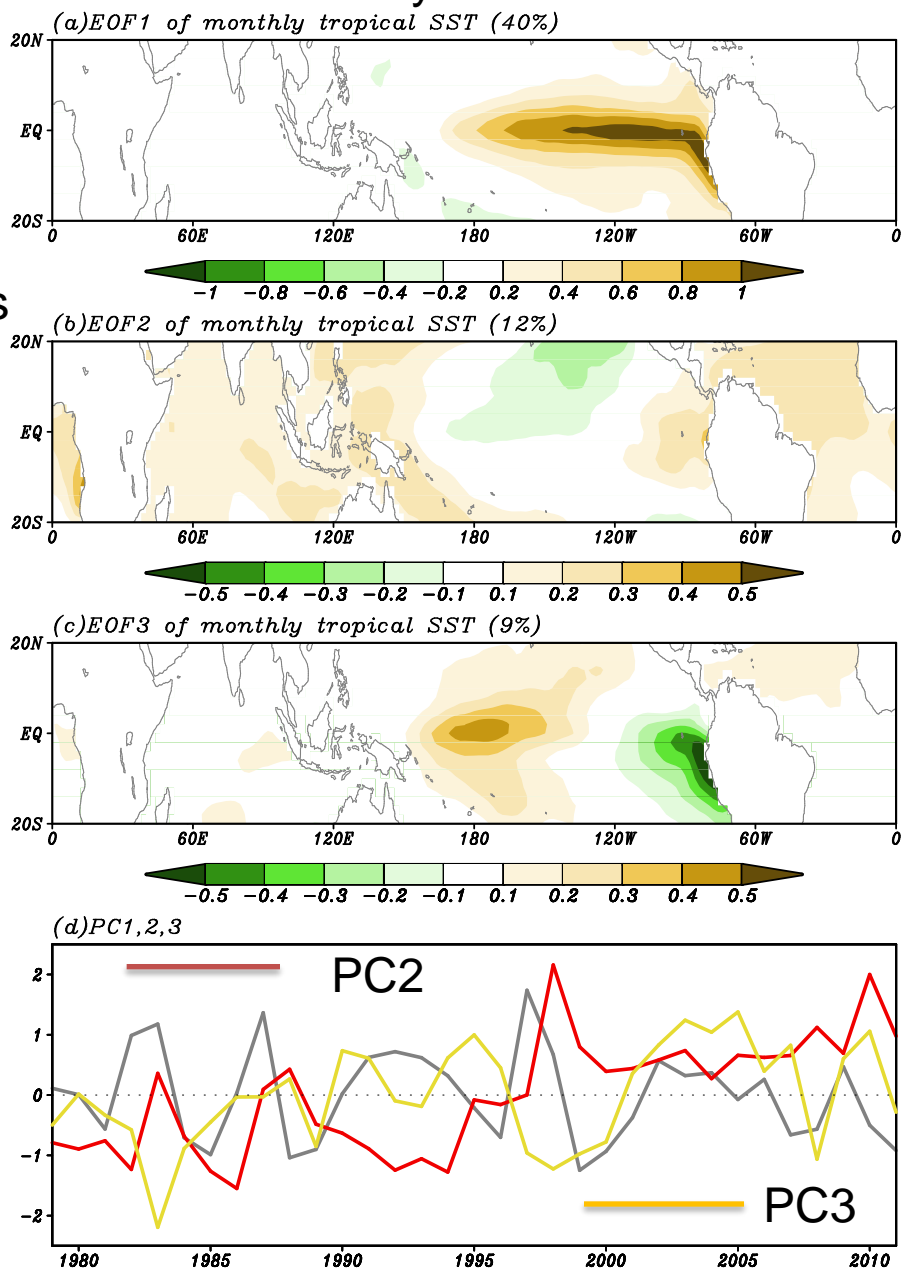 (a)EOF1 of monthly tropical SST (40%)
20N
EQ
20S
0 60E 120E 180 120W 60W 0
-1 -0.8 -0.6 -0.4 -0.2 0.2 0.4 0.6 0.8 1
s
(b)EOF2 of monthly tropical SST (12%)
20N
EQ
20S
0 60E 120E 180 120W 60W 0
-0.5 -0.4 -0.3 -0.2 -0.1 0.1 0.2 0.3 0.4 0.5
(c)EOF3 of monthly tropical SST (9%)
20N
EQ
20S
0 60E 120E 180 120W 60W 0
-0.5 -0.4 -0.3 -0.2 -0.1 0.1 0.2 0.3 0.4 0.5
(d)PC1,2,3
2
PC2
1
0
-1
PC3
-2
1980 1985 1990 1995 2000 2005 2010